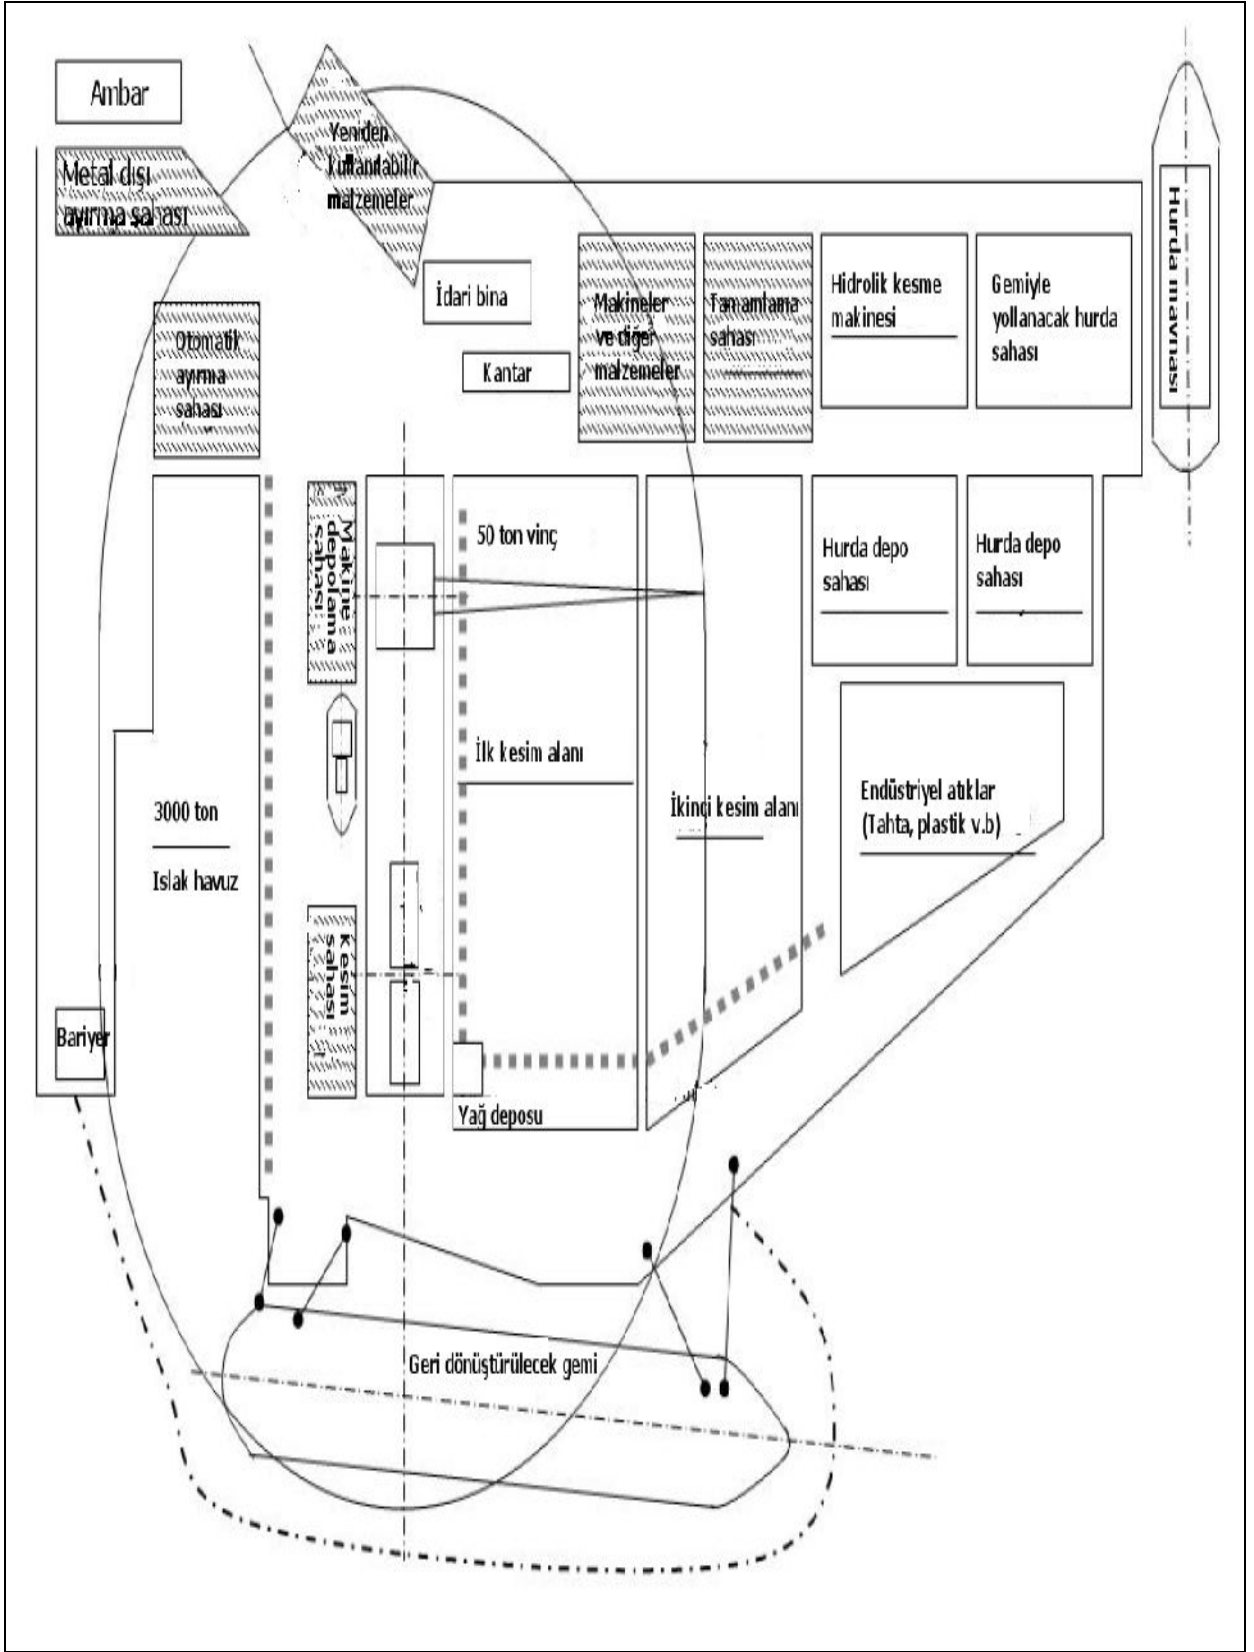 Ambar
Metal dışı
ayırma sahası
Yeniden
kullanılabilir
malzemeler
İdari bina
Kantar
Otomatik
ayırma
sahası
Makineler
ve diğer
malzemeler
Tamamlama
sahası
Hidrolik kesme
makinesi
Gemiyle
yollanacak hurda
sahası
Hurda mavnası
Makine
depolama
sahası
50 ton vinç
Hurda depo
sahası
Hurda depo
sahası
İlk kesim alanı
İkinçi kesim alanı
Endüstriyel atıklar
(Tahta, plastik v.b)
3000 ton
Islak havuz
kesim
sahası
Bariyer
Yağ deposu
Geri dönüştürülecek gemi